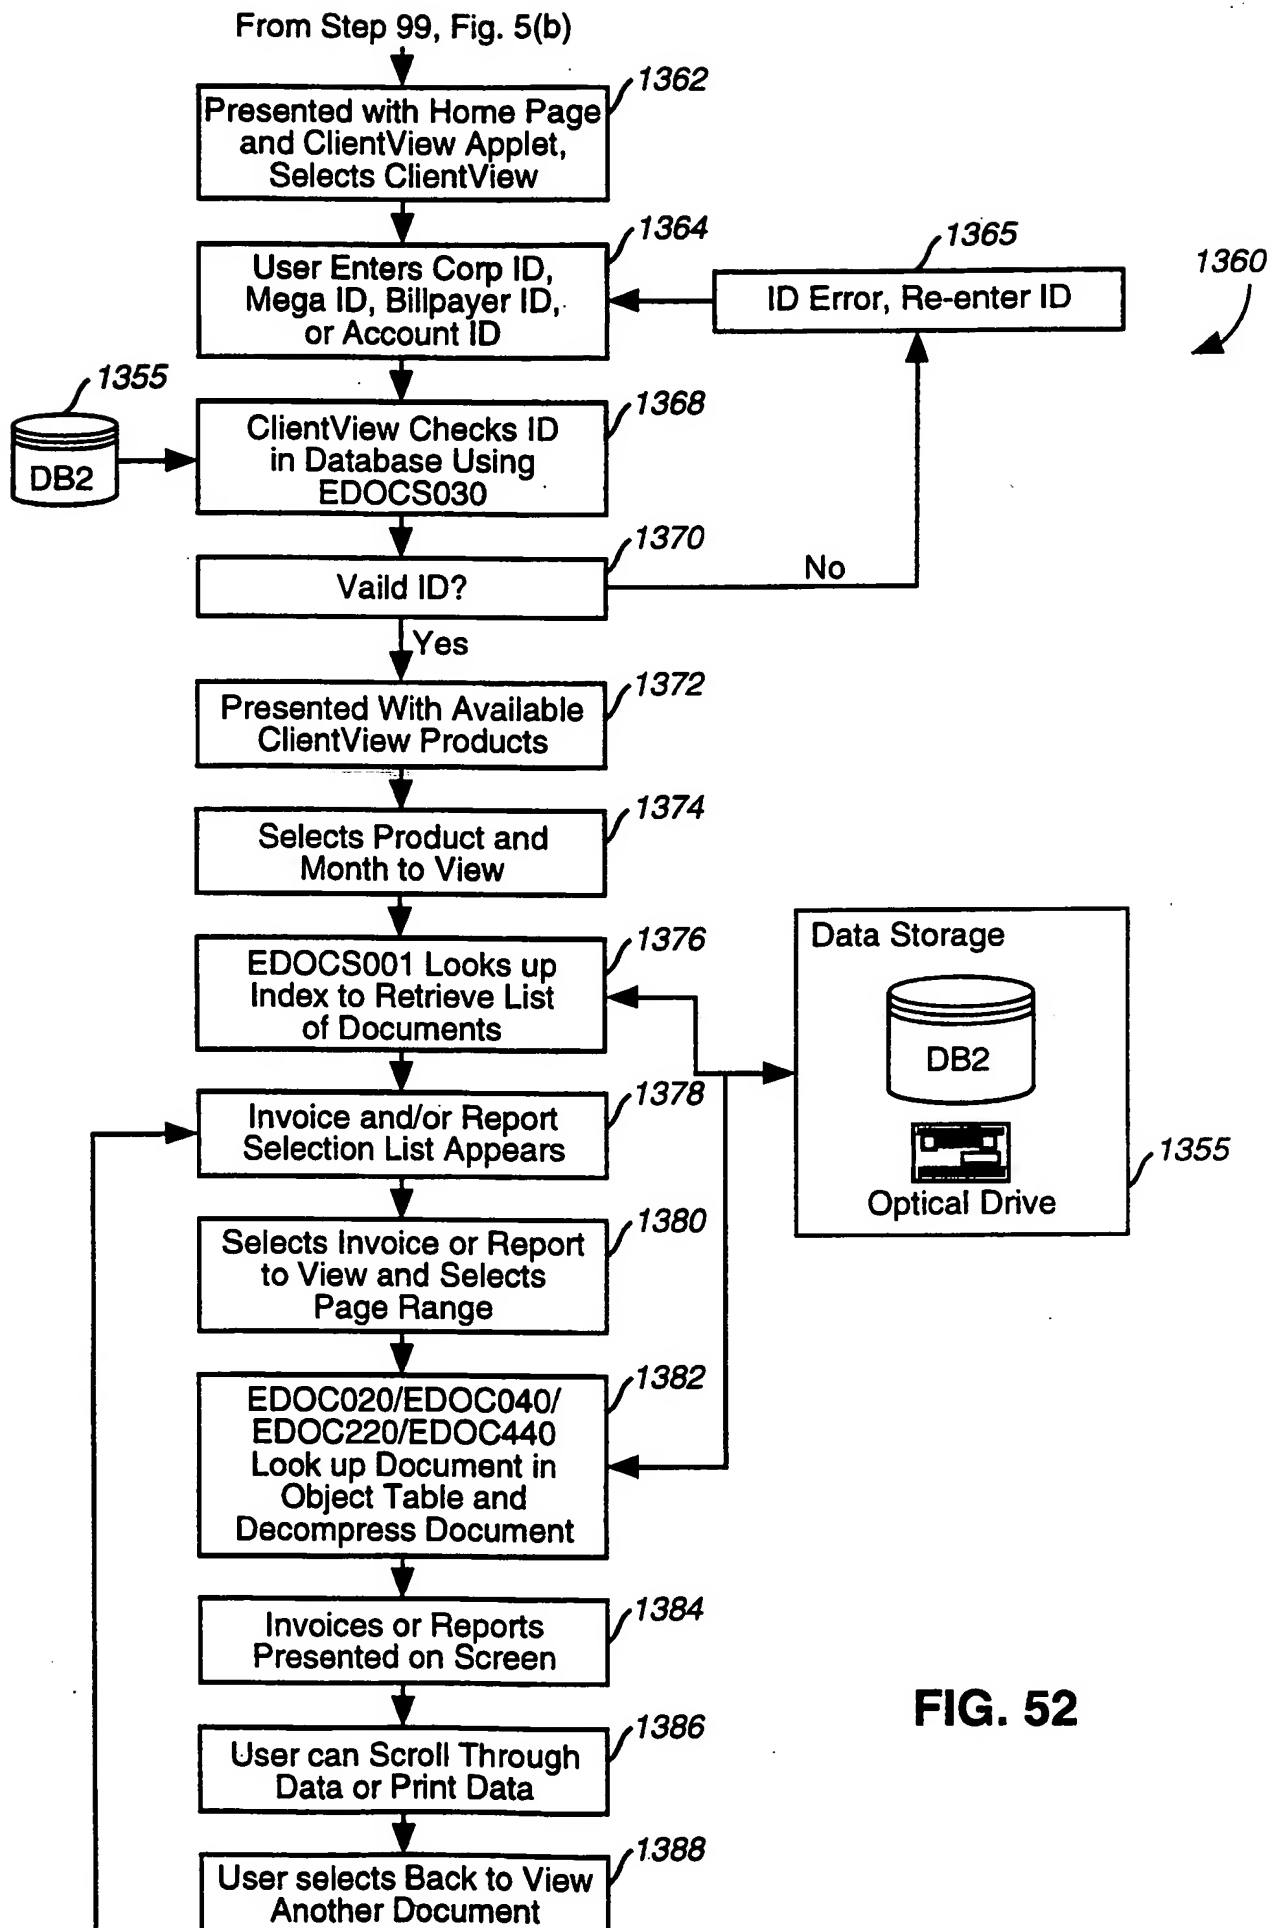 From Step 99, Fig. 5(b)
1362
Presented with Home Page
and ClientView Applet,
Selects ClientView
1364
User Enters Corp ID,
Mega ID, Billpayer ID,
or Account ID
1365
ID Error, Re-enter ID
1360
1355
DB2
1368
ClientView Checks ID
in Database Using
EDOCS030
1370
Vaild ID?
No
Yes
1372
Presented With Available
ClientView Products
1374
Selects Product and
Month to View
1376
EDOCS001 Looks up
Index to Retrieve List
of Documents
Data Storage
DB2
Optical Drive
1355
1378
Invoice and/or Report
Selection List Appears
1380
Selects Invoice or Report
to View and Selects
Page Range
1382
EDOC020/EDOC040/
EDOC220/EDOC440
Look up Document in
Object Table and
Decompress Document
1384
Invoices or Reports
Presented on Screen
1386
User can Scroll Through
Data or Print Data
1388
User selects Back to View
Another Document
FIG. 52